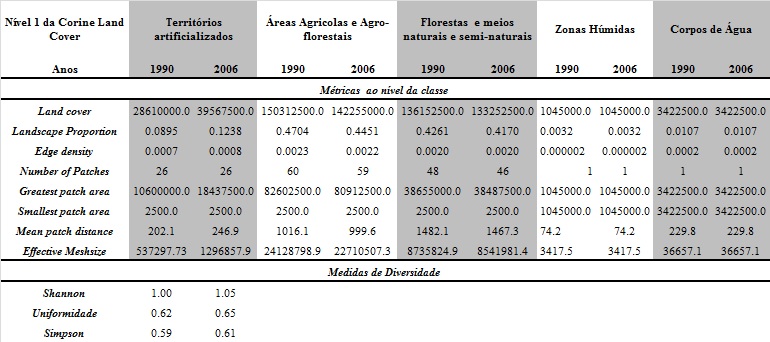 Nível 1 da Corine Land Cover Territórios artificializados Áreas Agricolas e Agro-florestais Florestas e meios naturais e semi-naturais Zonas Húmidas Corpos de Água
Anos 1990 2006 1990 2006 1990 2006 1990 2006 1990 2006
Métricas ao nivel da classe
Land cover 28610000.0 39567500.0 150312500.0 142255000.0 136152500.0 133252500.0 1045000.0 1045000.0 3422500.0 3422500.0
Landscape Proportion 0.0895 0.1238 0.4704 0.4451 0.4261 0.4170 0.0032 0.0032 0.0107 0.0107
Edge density 0.0007 0.0008 0.0023 0.0022 0.0020 0.0020 0.000002 0.000002 0.0002 0.0002
Number of Patches 26 26 60 59 48 46 1 1 1 1
Greatest patch area 10600000.0 18437500.0 82602500.0 80912500.0 38655000.0 38487500.0 1045000.0 1045000.0 3422500.0 3422500.0
Smallest patch area 2500.0 2500.0 2500.0 2500.0 2500.0 2500.0 1045000.0 1045000.0 3422500.0 3422500.0
Mean patch distance 202.1 246.9 1016.1 999.6 1482.1 1467.3 74.2 74.2 229.8 229.8
Effective Meshsize 537297.73 1296857.9 24128798.9 22710507.3 8735824.9 8541981.4 3417.5 3417.5 36657.1 36657.1
Medidas de Diversidade
Shannon 1.00 1.05
Uniformidade 0.62 0.65
Simpson 0.59 0.61